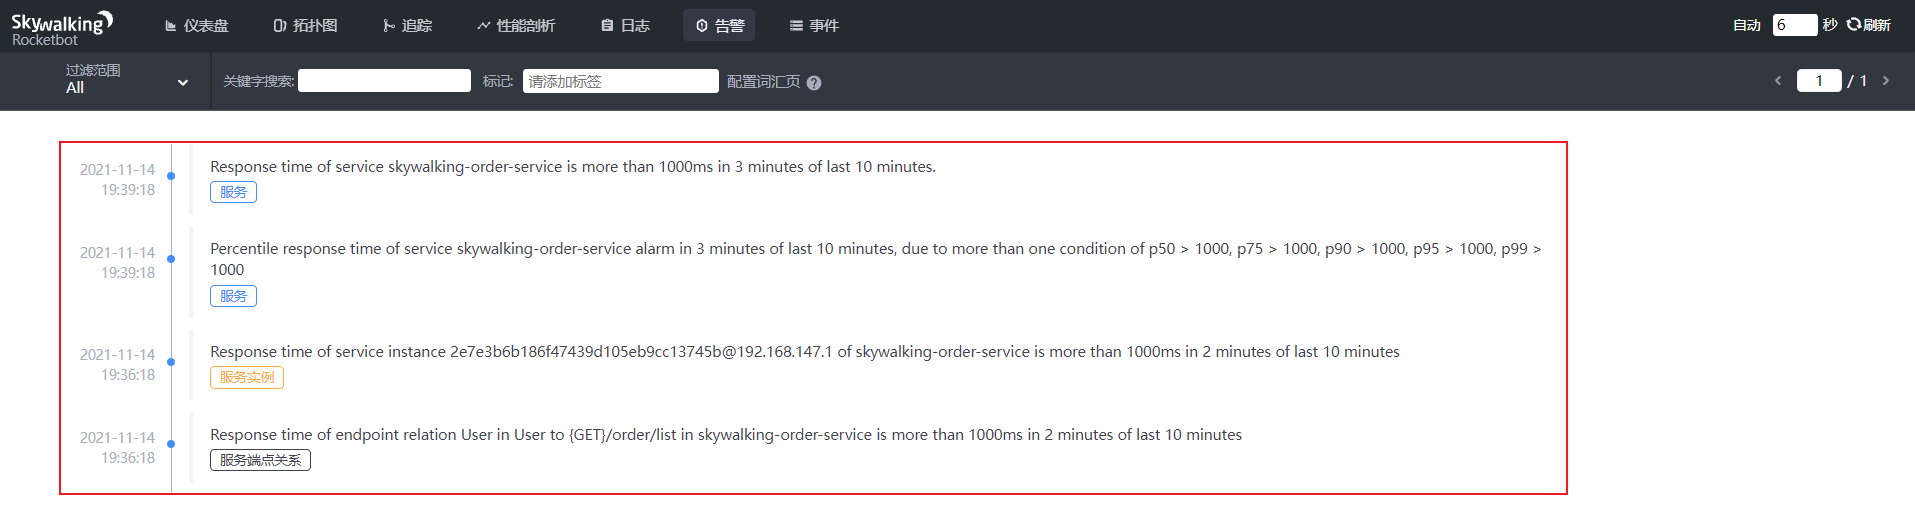 Skywalking
Rocketbot
仪表盘 拓扑图 追踪 性能剖析 日志 告警 事件 自动 6 秒 刷新
过滤范围
All
关键字搜索: 标记: 请添加标签 配置词汇页 ? < 1 / 1 >
2021-11-14
19:39:18
Response time of service skywalking-order-service is more than 1000ms in 3 minutes of last 10 minutes.
服务
2021-11-14
19:39:18
Percentile response time of service skywalking-order-service alarm in 3 minutes of last 10 minutes, due to more than one condition of p50 > 1000, p75 > 1000, p90 > 1000, p95 > 1000, p99 >
1000
服务
2021-11-14
19:36:18
Response time of service instance 2e7e3b6b186f47439d105eb9cc13745b@192.168.147.1 of skywalking-order-service is more than 1000ms in 2 minutes of last 10 minutes
服务实例
2021-11-14
19:36:18
Response time of endpoint relation User in User to {GET}/order/list in skywalking-order-service is more than 1000ms in 2 minutes of last 10 minutes
服务端点关系